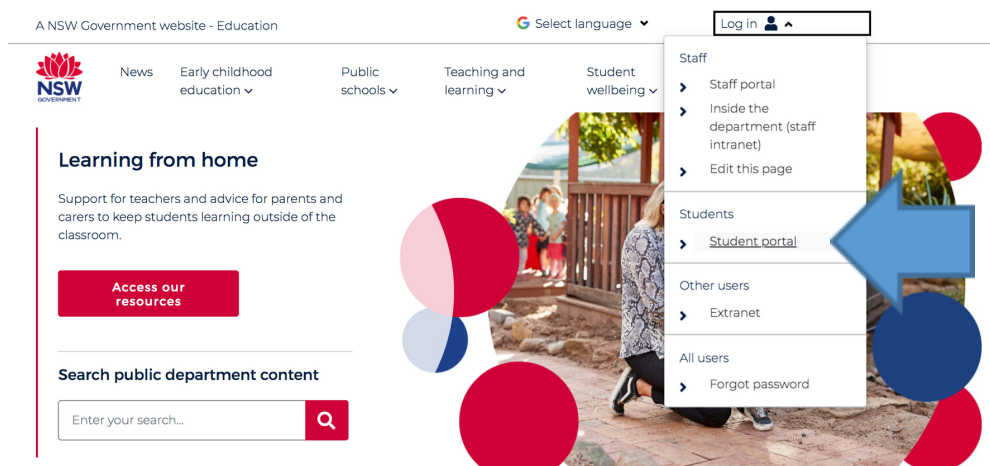 A NSW Government website - Education
Select language
Log in
NSW
GOVERNMENT
News
Early childhood
education
Public
schools
Teaching and
learning
Student
wellbeing
Learning from home
Support for teachers and advice for parents and
carers to keep students learning outside of the
classroom.
Access our
resources
Search public department content
Enter your search...
Staff
Staff portal
Inside the
department (staff
intranet)
Edit this page
Students
Student portal
Other users
Extranet
All users
Forgot password